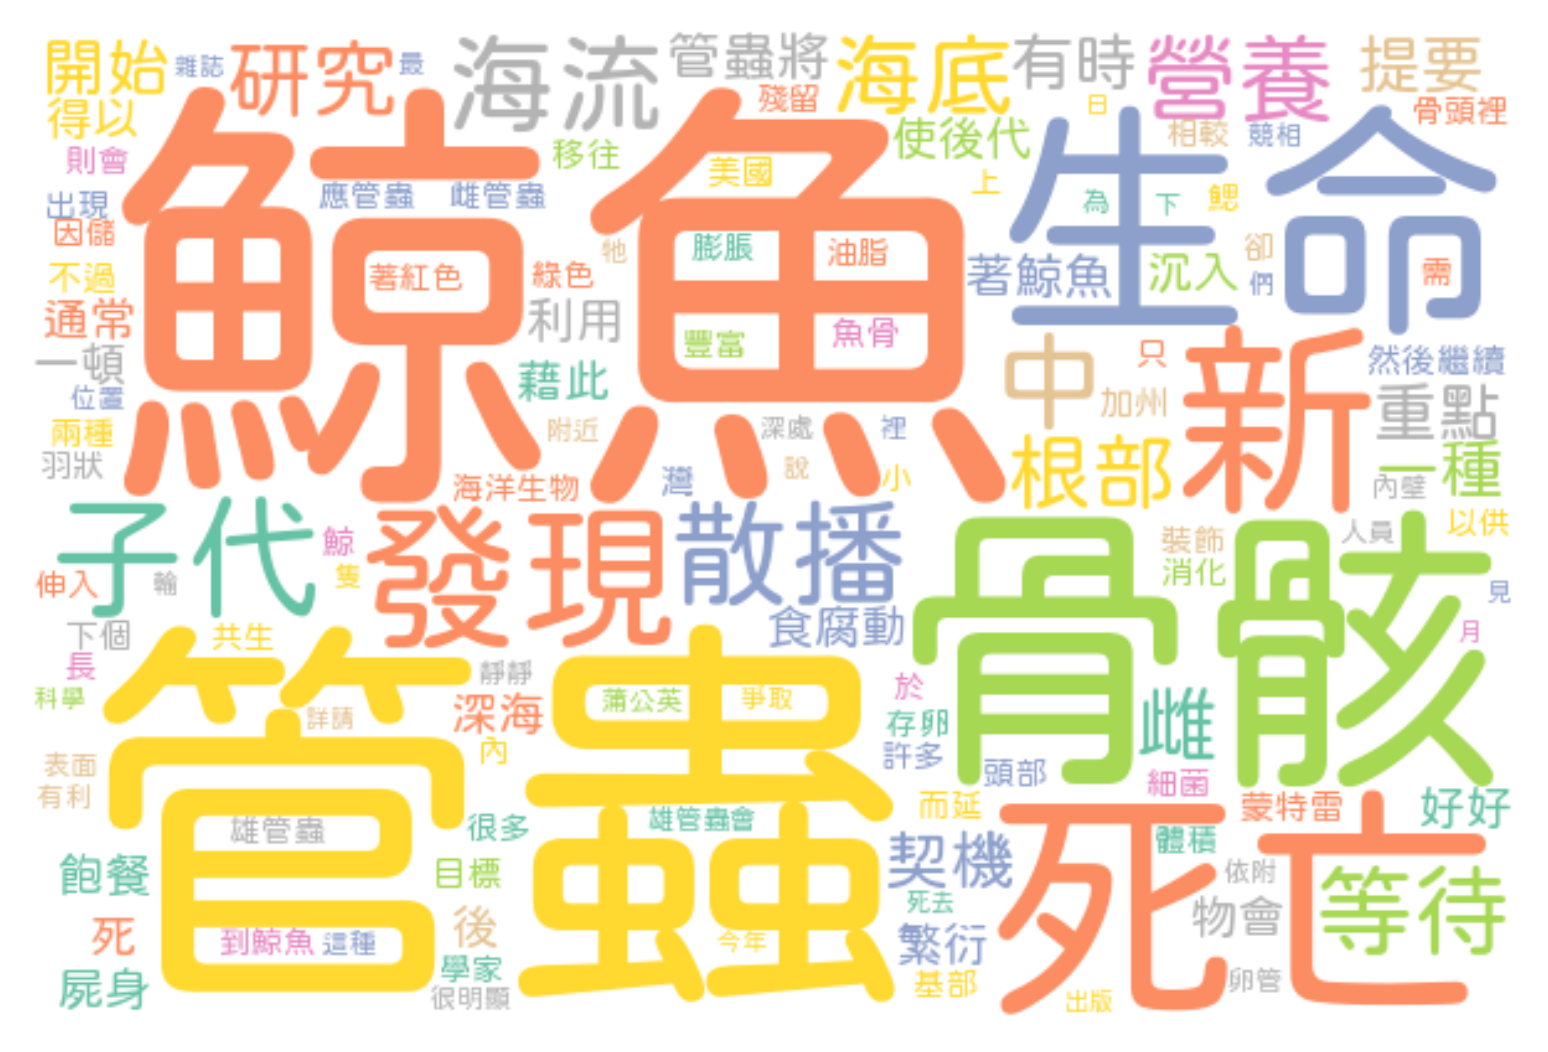 開始
雜誌
研究
最
海流
管蟲將
海底
有時
營養
提要
得以
殘留
日
骨頭裡
則會
鯨魚
移往
美國
使後代
生命
相較
競相
出現
應管蟲
雌管蟲
上
為
下
鰓
因儲
著紅色
綠色
牠
膨脹
油脂
著鯨魚
沉入
卻
們
需
不過
通常
利用
豐富
魚骨
中
只
新
然後繼續
一頓
藉此
加州
重點
位置
兩種
附近
深處
裡
根部
一種
羽狀
海洋生物
灣
說
小
內壁
子代
鯨
發現
散播
骨骸
裝飾
人員
以供
伸入
輪
隻
消化
見
下個
共生
食腐動
月
長
管蟲
靜靜
於
雌
科學
詳請
深海
蒲公英
爭取
存卵
內
許多
頭部
細菌
表面
有利
而延
死亡
蒙特雷
好好
雄管蟲
很多
雄管蟲會
體積
飽餐
目標
契機
依附
等待
死去
物會
死
到鯨魚
這種
後
今年
繁衍
屍身
學家
基部
卵管
很明顯
出版